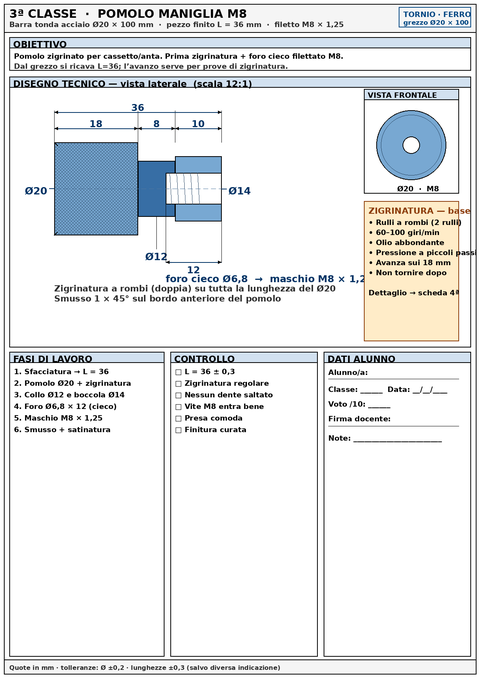 3ª CLASSE · POMOLO MANIGLIA M8
Barra tonda acciaio Ø20 × 100 mm · pezzo finito L = 36 mm · filetto M8 × 1,25
TORNIO · FERRO
grezzo Ø20 × 100
OBIETTIVO
Pomolo zigrinato per cassetto/anta. Prima zigrinatura + foro cieco filettato M8.
Dal grezzo si ricava L=36; l'avanzo serve per prove di zigrinatura.
DISEGNO TECNICO — vista laterale (scala 12:1)
36
18
8
10
Ø20
Ø14
Ø12
12
foro cieco Ø6,8 → maschio M8 × 1,2
Zigrinatura a rombi (doppia) su tutta la lunghezza del Ø20
Smusso 1 × 45° sul bordo anteriore del pomolo
VISTA FRONTALE
Ø20 · M8
ZIGRINATURA — base
• Rulli a rombi (2 rulli)
• 60–100 giri/min
• Olio abbondante
• Pressione a piccoli passi
• Avanza sui 18 mm
• Non tornire dopo
Dettaglio → scheda 4ª
FASI DI LAVORO
1. Sfacciatura → L = 36
2. Pomolo Ø20 + zigrinatura
3. Collo Ø12 e boccola Ø14
4. Foro Ø6,8 × 12 (cieco)
5. Maschio M8 × 1,25
6. Smusso + satinatura
CONTROLLO
□ L = 36 ± 0,3
□ Zigrinatura regolare
□ Nessun dente saltato
□ Vite M8 entra bene
□ Presa comoda
□ Finitura curata
DATI ALUNNO
Alunno/a:
Classe: ______ Data: __/__/____
Voto /10: ______
Firma docente:
Note: ________________________
Quote in mm · tolleranze: Ø ±0,2 · lunghezze ±0,3 (salvo diversa indicazione)